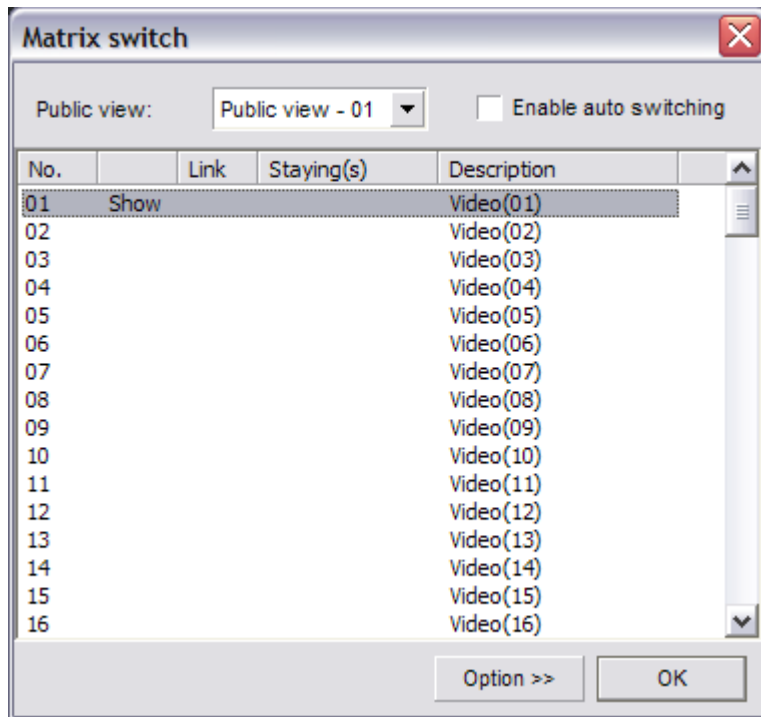 Matrix switch
Public view: Public view - 01 Enable auto switching
No. Link Staying(s) Description
01 Show Video(01)
02 Video(02)
03 Video(03)
04 Video(04)
05 Video(05)
06 Video(06)
07 Video(07)
08 Video(08)
09 Video(09)
10 Video(10)
11 Video(11)
12 Video(12)
13 Video(13)
14 Video(14)
15 Video(15)
16 Video(16)
Option >> OK